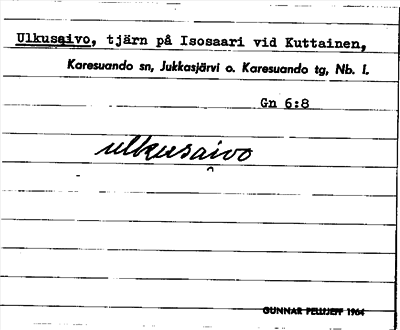 Ulkusaivo, tjärn på Isosaari vid Kuttainen,
Karesuando sn, Jukkasjärvi o. Karesuando tg, Nb. l.
Gn 6:8
ulkusaivo
GUNNAR PELLIJEFF 1964